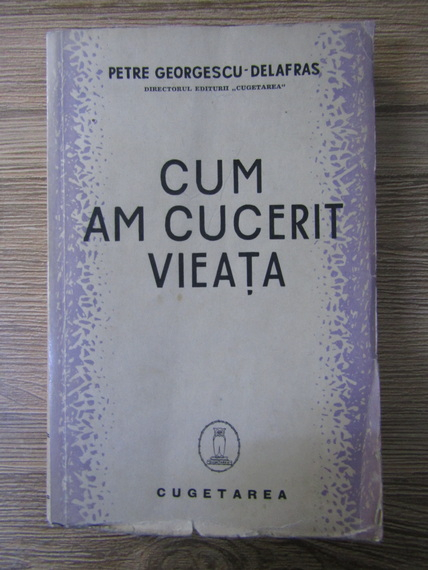 PETRE GEORGESCU-DELAFRAS
DIRECTORUL EDITURII „CUGETAREA"
CUM
AM CUCERIT
VIEAȚA
CUGETAREA